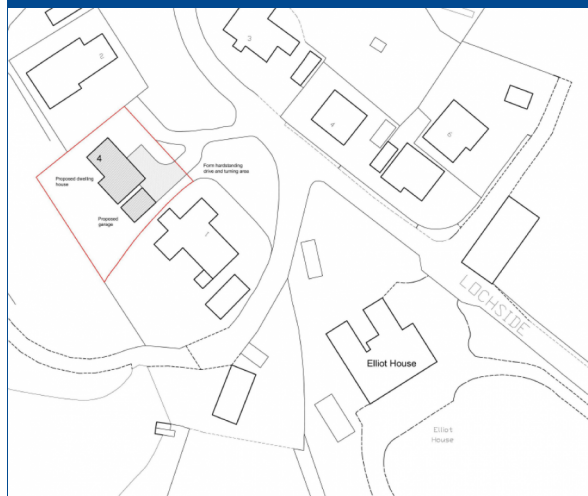 3
2
4
6
4
Form hardstanding
drive and turning area
Proposed dwelling
house
Proposed
garage
1
LOCHSIDE
Elliot House
Elliot
House